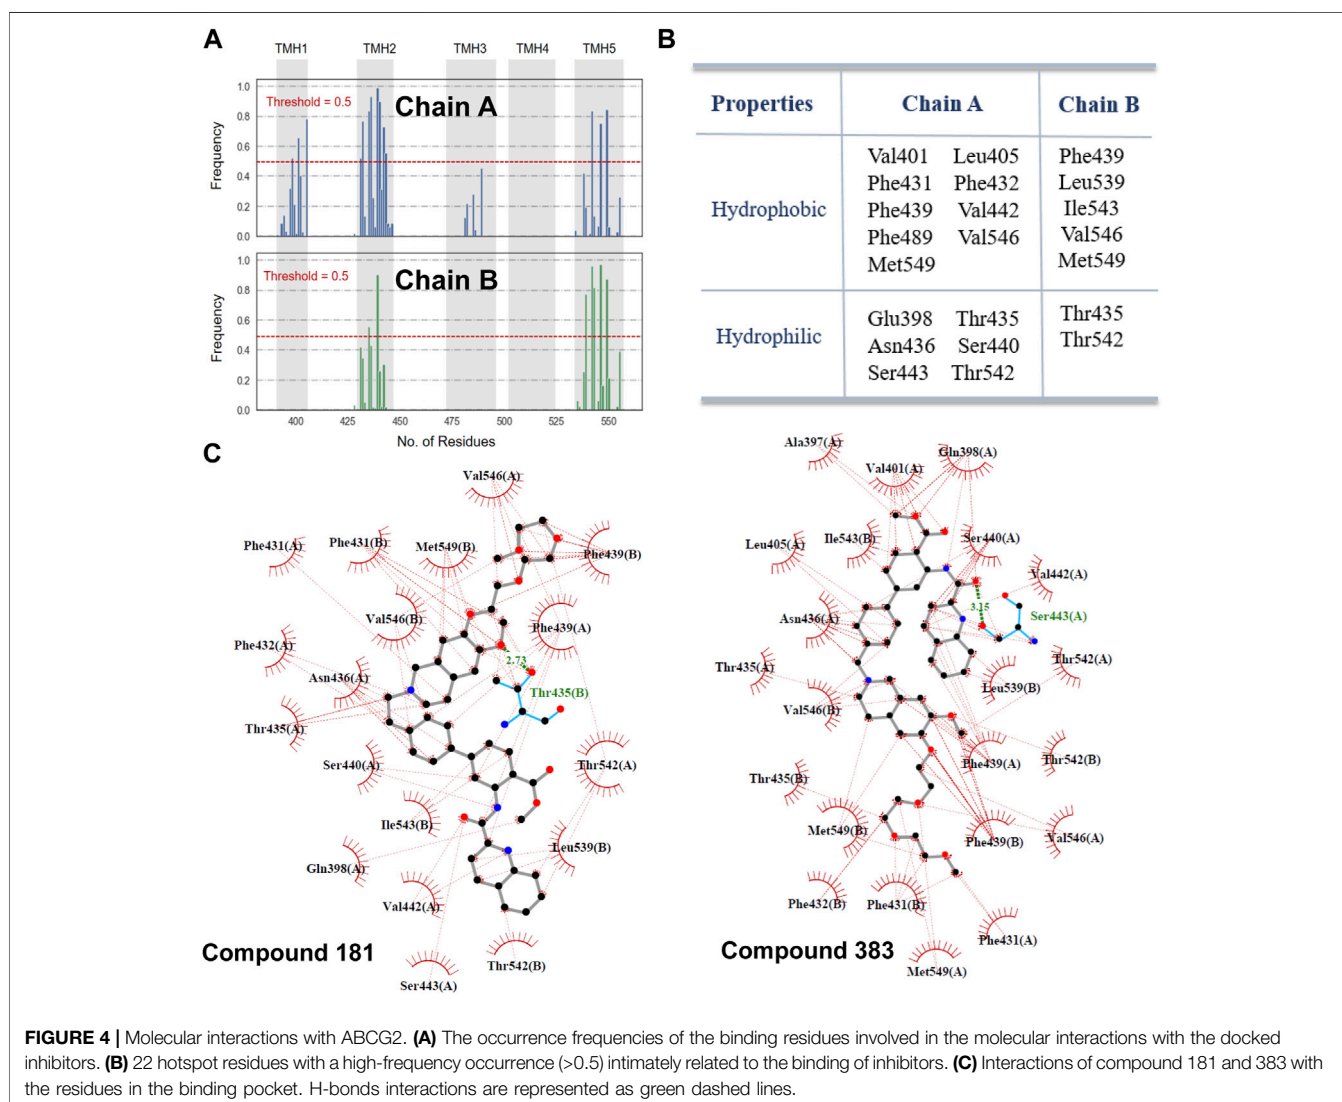 A
TMH1 TMH2 TMH3 TMH4 TMH5
1.0
0.8
0.6
0.4
0.2
0.0
Frequency
Threshold = 0.5
Chain A
1.0
0.8
0.6
0.4
0.2
0.0
Frequency
Threshold = 0.5
Chain B
400 425 450 475 500 525 550
No. of Residues
B
Properties Chain A Chain B
Hydrophobic
Val401 Leu405
Phe431 Phe432
Phe439 Val442
Phe489 Val546
Met549
Phe439
Leu539
Ile543
Val546
Met549
Hydrophilic
Glu398 Thr435
Asn436 Ser440
Ser443 Thr542
Thr435
Thr542
C
Val546(A)
Phe431(A)
Phe431(B)
Met549(B)
Phe439(B)
Val546(B)
Phe439(A)
Phe432(A)
2.73
Asn436(A)
Thr435(B)
Thr435(A)
Ser440(A)
Thr542(A)
Ile543(B)
Leu539(B)
Gln398(A)
Val442(A)
Compound 181
Thr542(B)
Ser443(A)
Ala397(A)
Gln398(A)
Val401(A)
Leu405(A)
Ile543(B)
Ser440(A)
Val442(A)
3.15
Ser443(A)
Asn436(A)
Thr542(A)
Thr435(A)
Leu539(B)
Val546(B)
Phe439(A)
Thr542(B)
Thr435(B)
Met549(B)
Phe439(B)
Val546(A)
Phe432(B)
Phe431(B)
Phe431(A)
Compound 383
Met549(A)
FIGURE 4 | Molecular interactions with ABCG2. (A) The occurrence frequencies of the binding residues involved in the molecular interactions with the docked
inhibitors. (B) 22 hotspot residues with a high-frequency occurrence (>0.5) intimately related to the binding of inhibitors. (C) Interactions of compound 181 and 383 with
the residues in the binding pocket. H-bonds interactions are represented as green dashed lines.